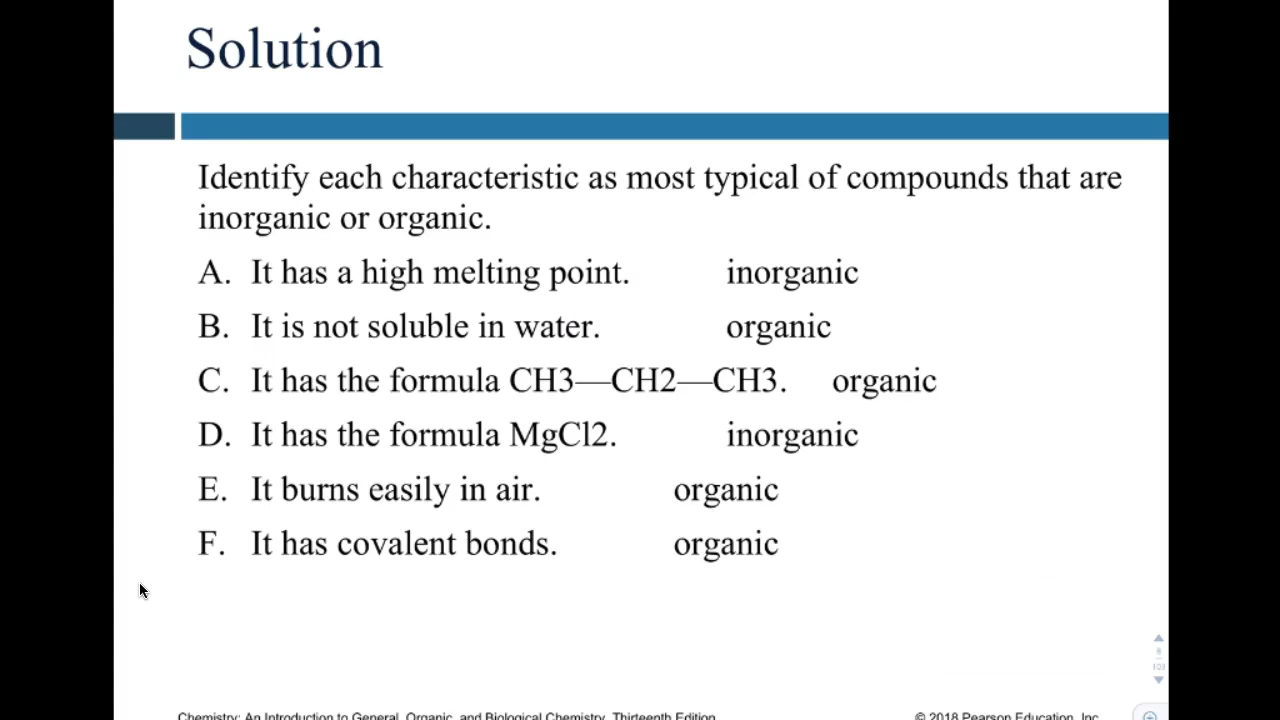 Solution
Identify each characteristic as most typical of compounds that are
inorganic or organic.
A. It has a high melting point. inorganic
B. It is not soluble in water. organic
C. It has the formula CH3—CH2—CH3. organic
D. It has the formula MgCl2. inorganic
E. It burns easily in air. organic
F. It has covalent bonds. organic
8
103
Chemistry: An Introduction to General, Organic, and Biological Chemistry, Thirteenth Edition
© 2018 Pearson Education, Inc.